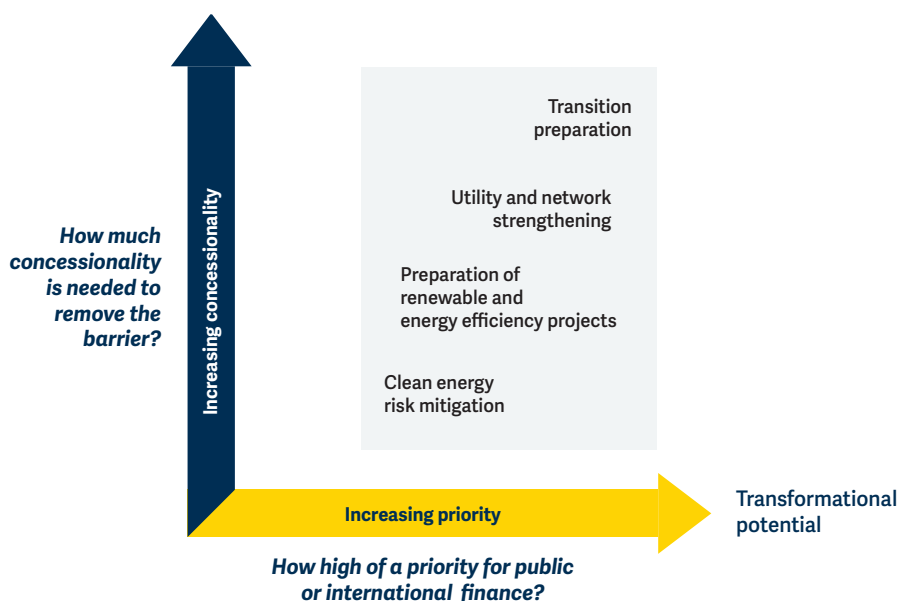 Transition
preparation
Utility and network
strengthening
Preparation of
renewable and
energy efficiency projects
Clean energy
risk mitigation
How much
concessionality
is needed to
remove the
barrier?
Increasing concessionality
Increasing priority
Transformational
potential
How high of a priority for public
or international finance?